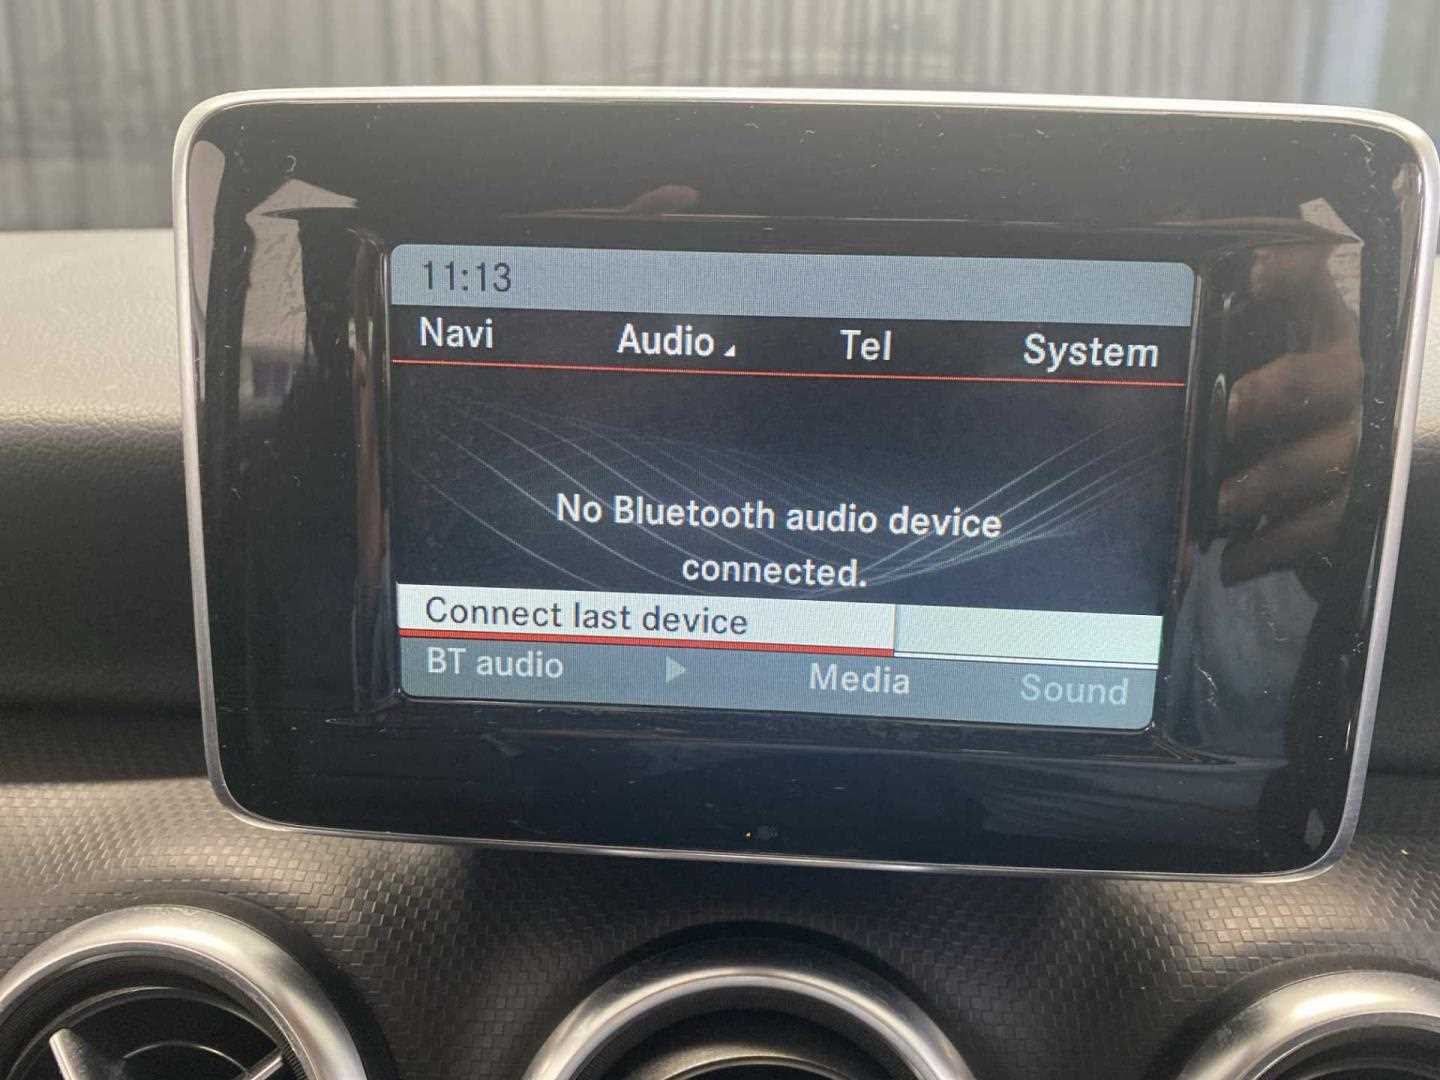 11:13
Navi Audio Tel System
No Bluetooth audio device
connected.
Connect last device
BT audio Media Sound